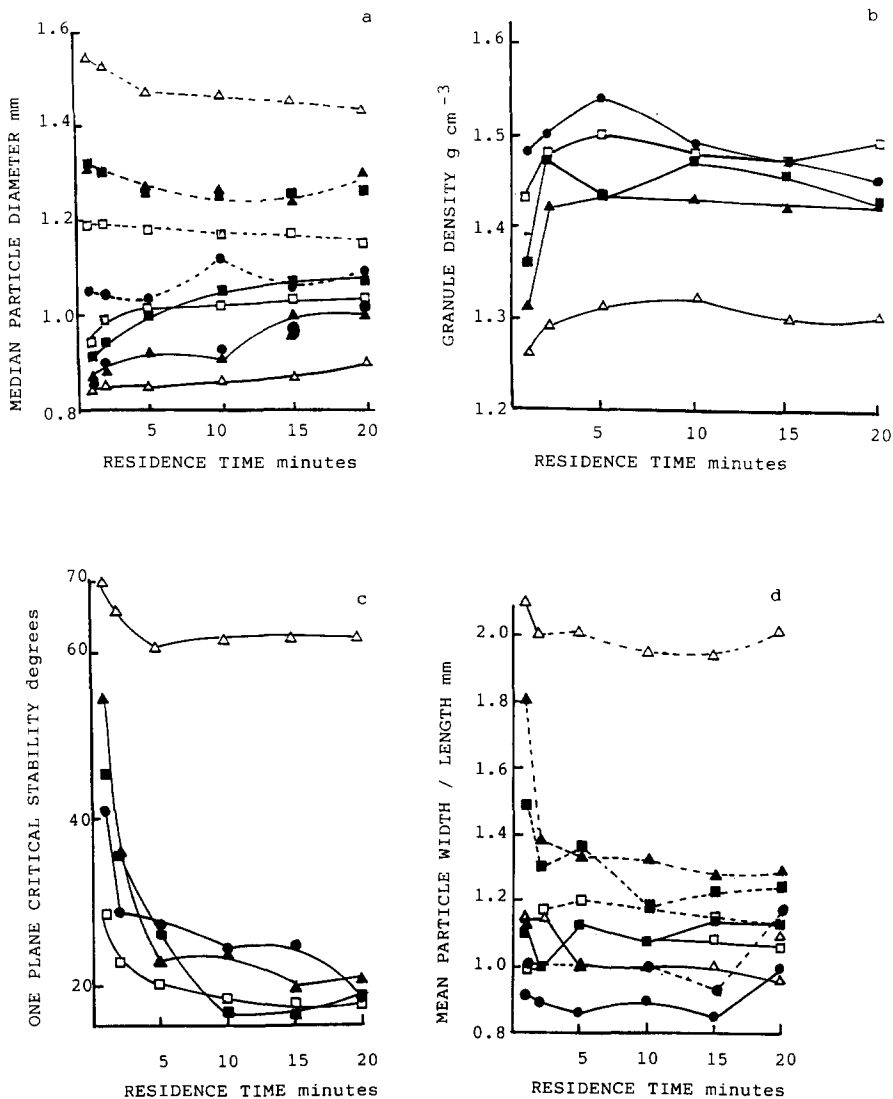 a
1.6
1.4
1.2
1.0
0.8
MEDIAN PARTICLE DIAMETER mm
5 10 15 20
RESIDENCE TIME minutes
b
1.6
1.5
1.4
1.3
1.2
GRANULE DENSITY g cm⁻³
5 10 15 20
RESIDENCE TIME minutes
c
70
60
40
20
ONE PLANE CRITICAL STABILITY degrees
5 10 15 20
RESIDENCE TIME minutes
d
2.0
1.8
1.6
1.4
1.2
1.0
0.8
MEAN PARTICLE WIDTH / LENGTH mm
5 10 15 20
RESIDENCE TIME minutes